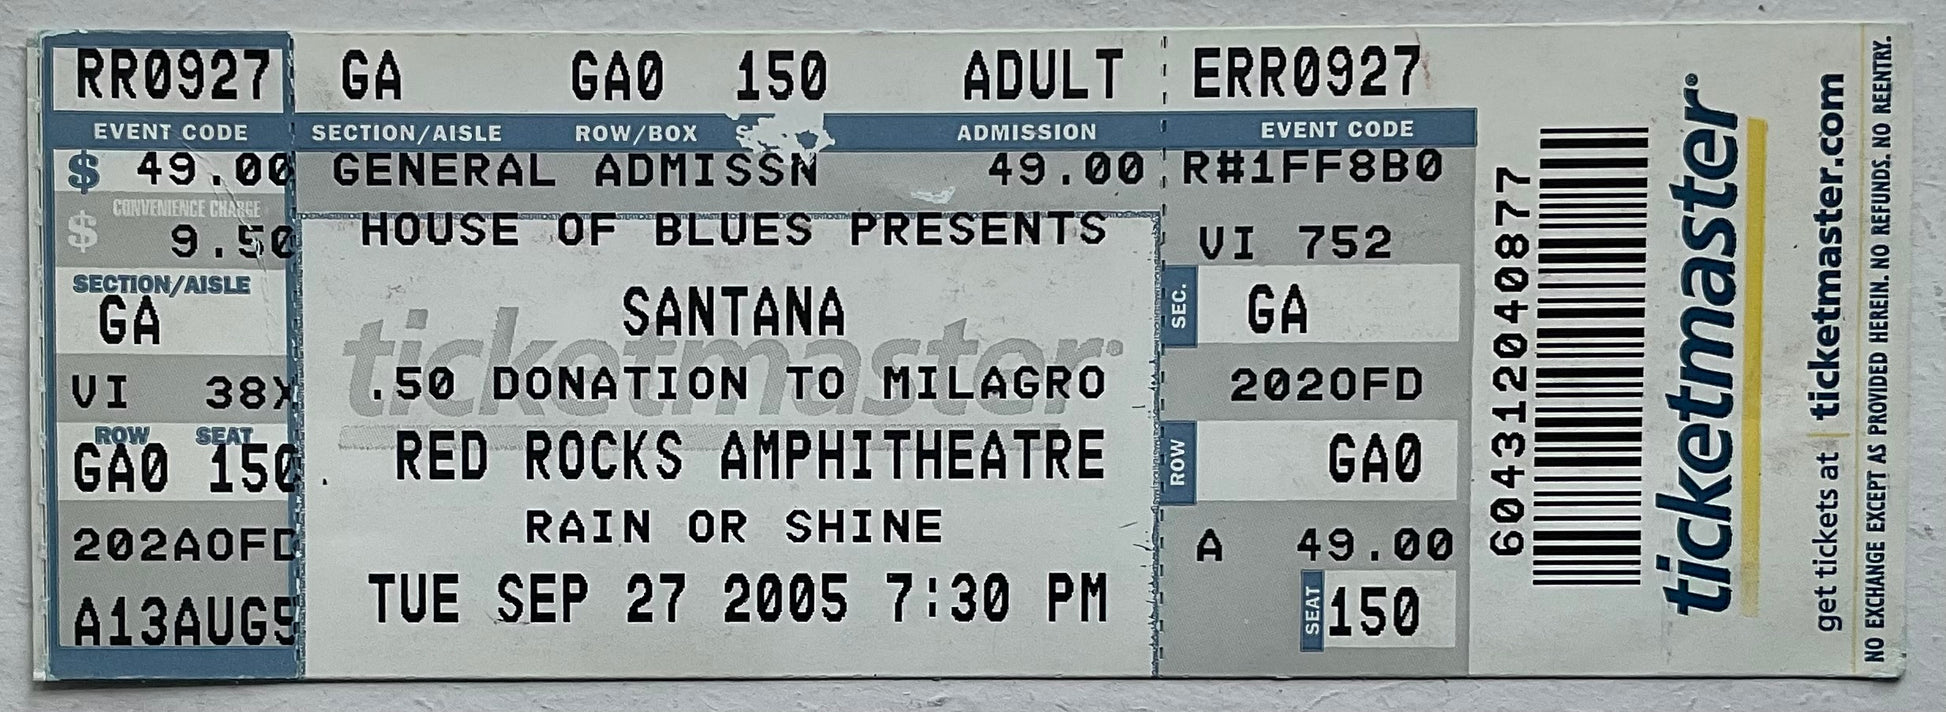 RR0927
EVENT CODE
$ 49.00
CONVENIENCE CHARGE
$ 9.50
SECTION/AISLE
GA
VI 38X
ROW SEAT
GA0 150
202AOFD
A13AUG5
GA GA0 150 ADULT
SECTION/AISLE ROW/BOX ADMISSION
GENERAL ADMISSN 49.00
HOUSE OF BLUES PRESENTS
SANTANA
ticketmaster®
.50 DONATION TO MILAGRO
RED ROCKS AMPHITHEATRE
RAIN OR SHINE
TUE SEP 27 2005 7:30 PM
ERR0927
EVENT CODE
R#1FF8B0
VI 752
SEC. GA
202OFD
ROW GA0
A 49.00
SEAT 150
604312040877
ticketmaster®
get tickets at | ticketmaster.com
NO EXCHANGE EXCEPT AS PROVIDED HEREIN. NO REFUNDS. NO REENTRY.